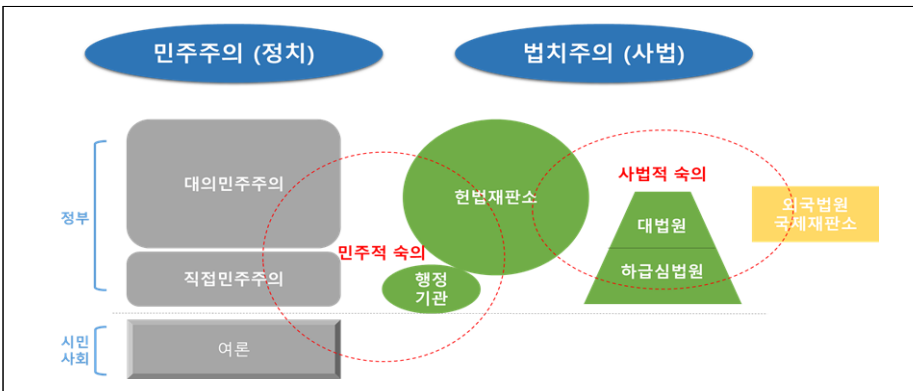 민주주의 (정치)
법치주의 (사법)
정부
대의민주주의
직접민주주의
민주적 숙의
헌법재판소
행정
기관
사법적 숙의
대법원
하급심법원
외국법원
국제재판소
시민
사회
여론